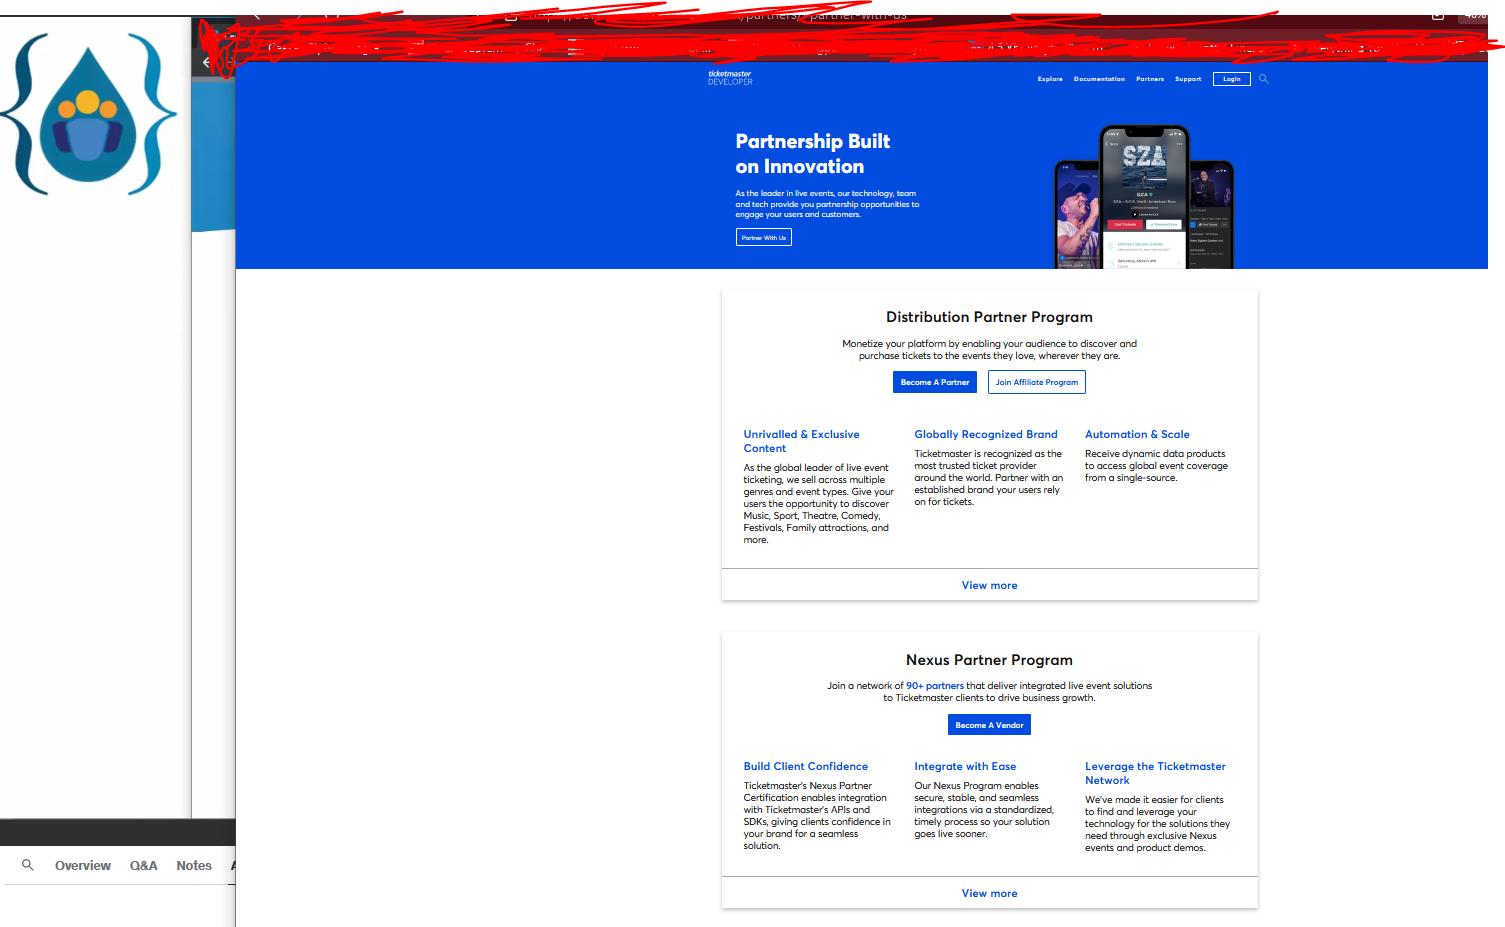 /partners/#partner-with-us
ticketmaster
DEVELOPER
Explore Documentation Partners Support Login
Partnership Built
on Innovation
As the leader in live events, our technology, team
and tech provide you partnership opportunities to
engage your users and customers.
Partner With Us
SZA
SZA
Distribution Partner Program
Monetize your platform by enabling your audience to discover and
purchase tickets to the events they love, wherever they are.
Become A Partner Join Affiliate Program
Unrivalled & Exclusive
Content
As the global leader of live event
ticketing, we sell across multiple
genres and event types. Give your
users the opportunity to discover
Music, Sport, Theatre, Comedy,
Festivals, Family attractions, and
more.
Globally Recognized Brand
Ticketmaster is recognized as the
most trusted ticket provider
around the world. Partner with an
established brand your users rely
on for tickets.
Automation & Scale
Receive dynamic data products
to access global event coverage
from a single-source.
View more
Nexus Partner Program
Join a network of 90+ partners that deliver integrated live event solutions
to Ticketmaster clients to drive business growth.
Become A Vendor
Build Client Confidence
Ticketmaster's Nexus Partner
Certification enables integration
with Ticketmaster's APIs and
SDKs, giving clients confidence in
your brand for a seamless
solution.
Integrate with Ease
Our Nexus Program enables
secure, stable, and seamless
integrations via a standardized,
timely process so your solution
goes live sooner.
Leverage the Ticketmaster
Network
We've made it easier for clients
to find and leverage your
technology for the solutions they
need through exclusive Nexus
events and product demos.
View more
Overview Q&A Notes